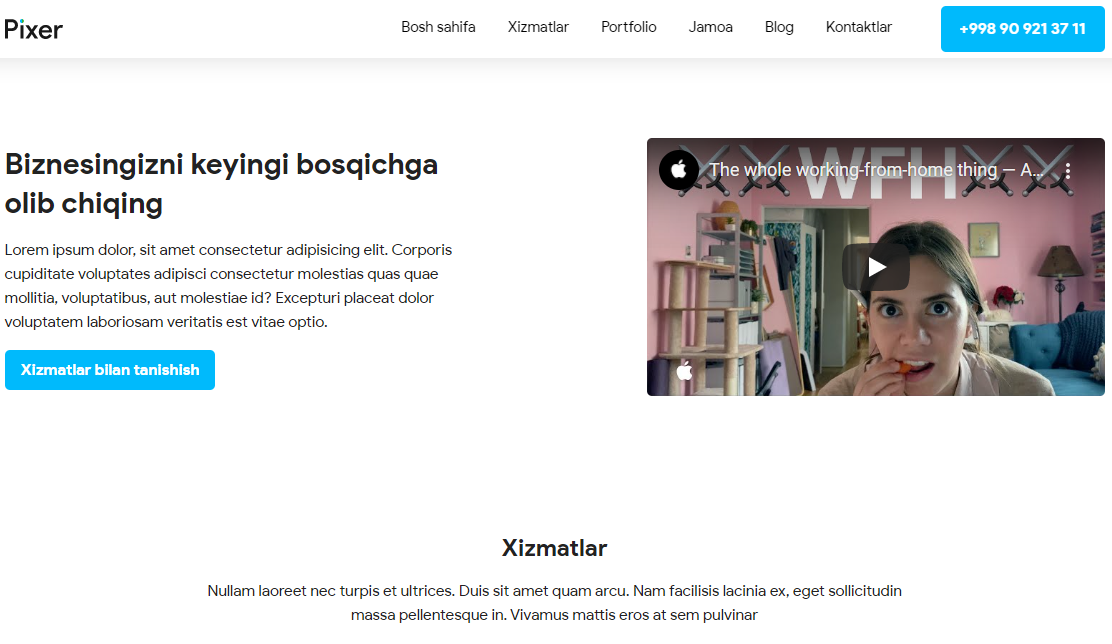 Pixer
Bosh sahifa Xizmatlar Portfolio Jamoa Blog Kontaktlar +998 90 921 37 11
Biznesingizni keyingi bosqichga
olib chiqing
Lorem ipsum dolor, sit amet consectetur adipisicing elit. Corporis
cupiditate voluptates adipisci consectetur molestias quas quae
mollitia, voluptatibus, aut molestiae id? Excepturi placeat dolor
voluptatem laboriosam veritatis est vitae optio.
Xizmatlar bilan tanishish
The whole working-from-home thing — A...
WFH
Xizmatlar
Nullam laoreet nec turpis et ultrices. Duis sit amet quam arcu. Nam facilisis lacinia ex, eget sollicitudin
massa pellentesque in. Vivamus mattis eros at sem pulvinar